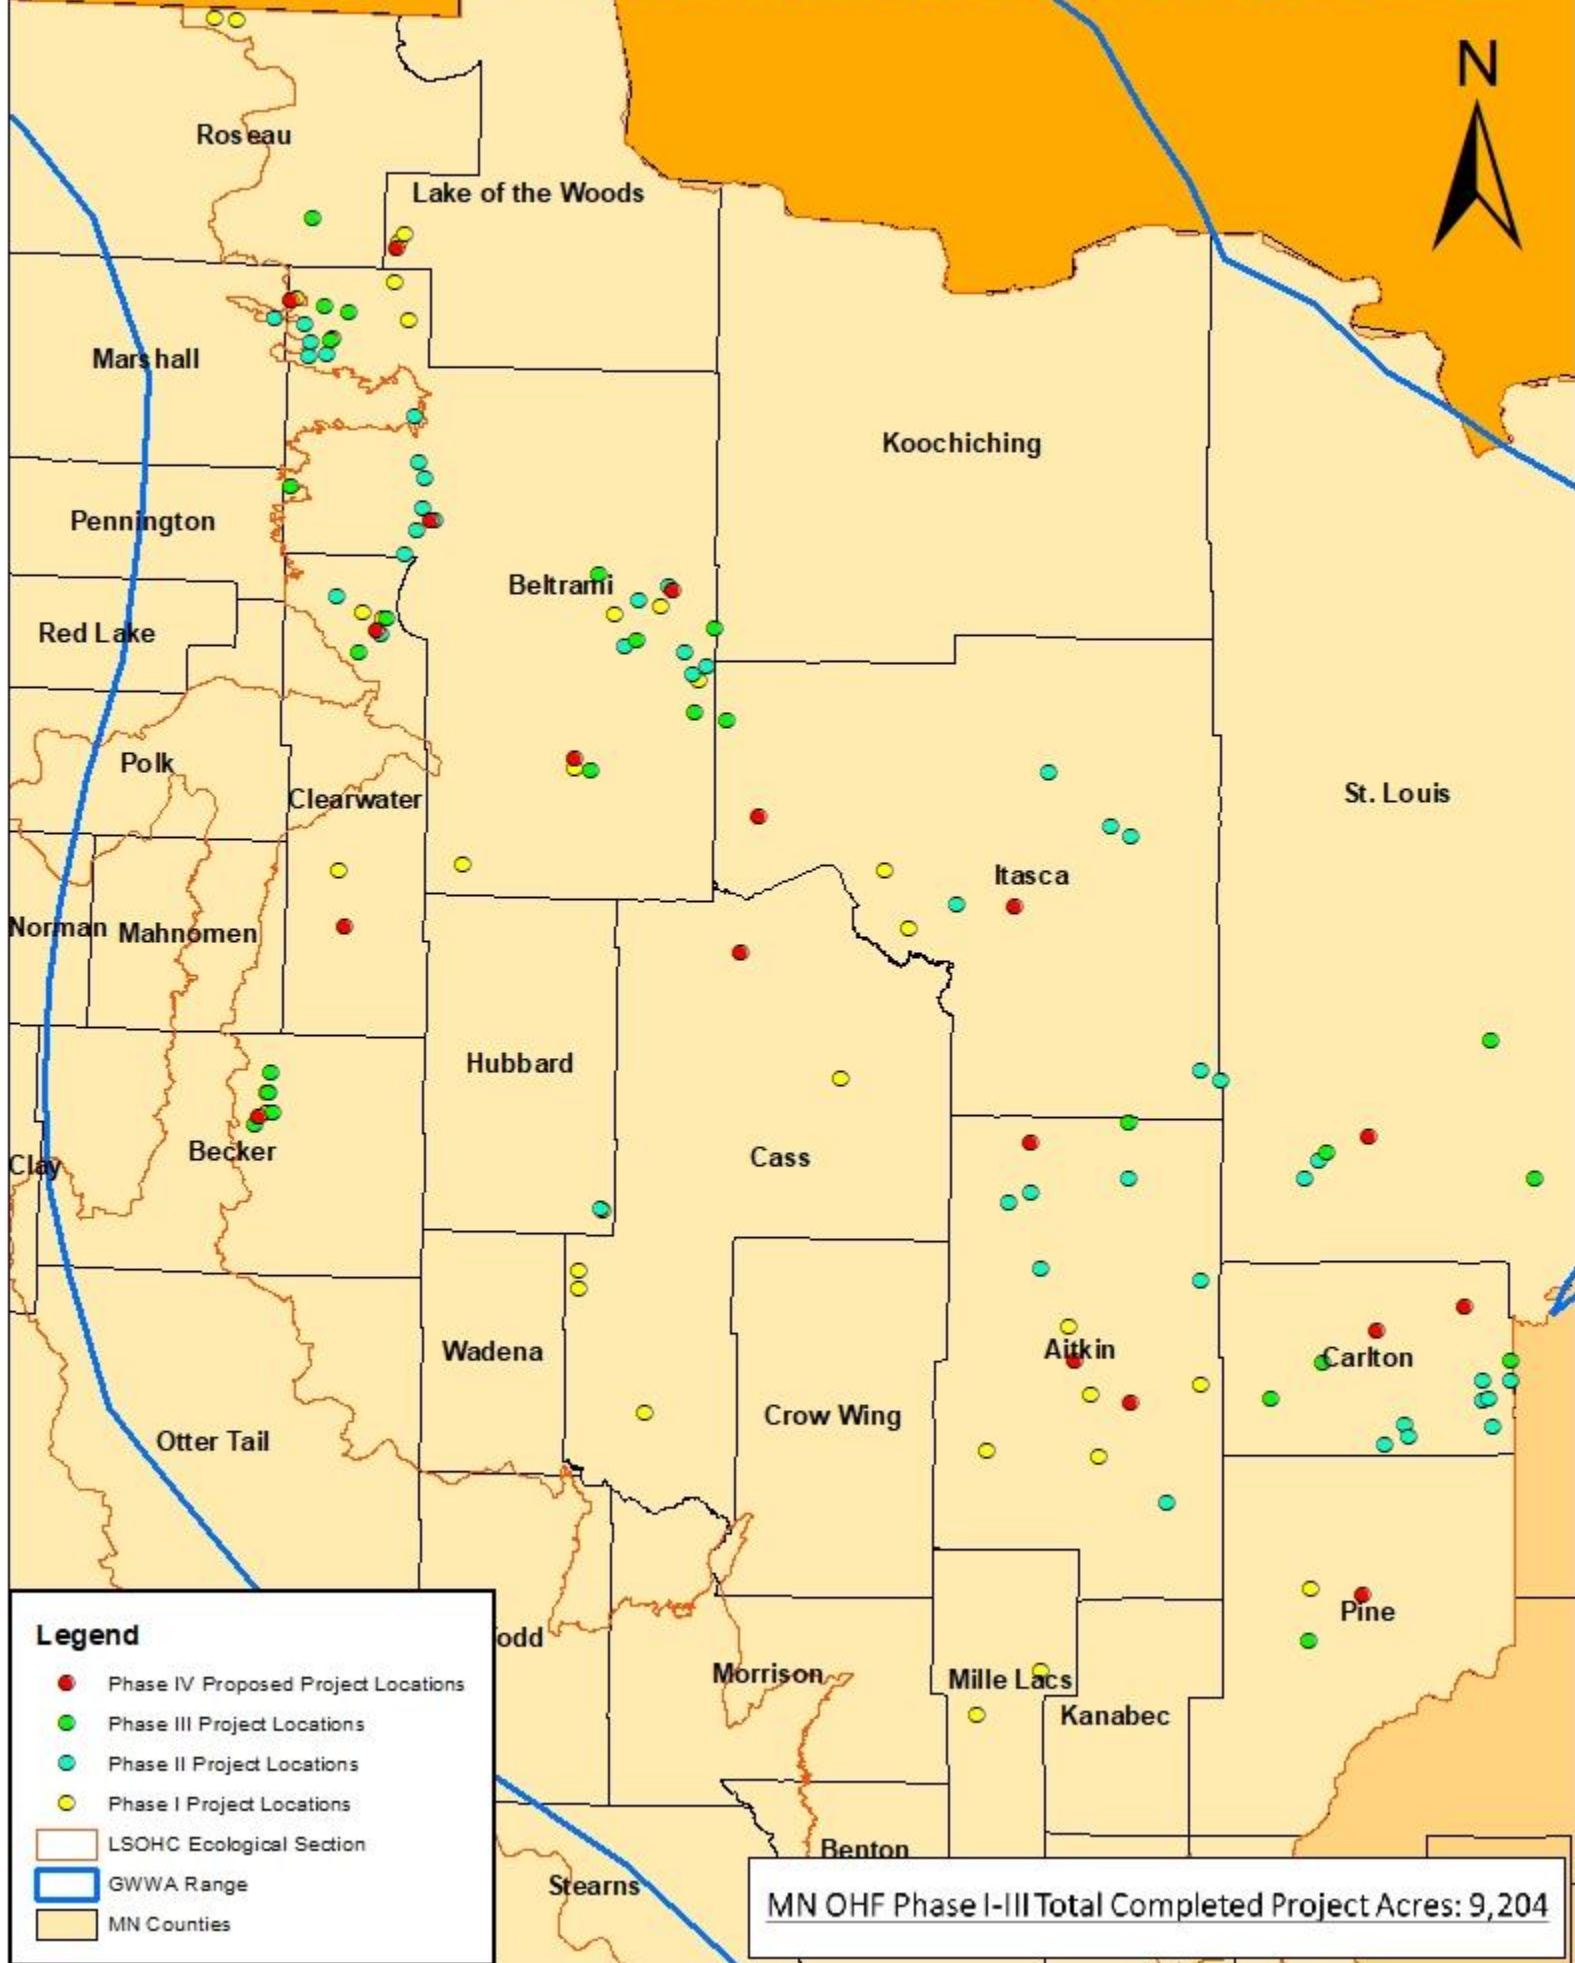 N
Roseau
Lake of the Woods
Marshall
Koochiching
Pennington
Beltrami
Red Lake
Polk
Clearwater
St. Louis
Itasca
Norman
Mahnomen
Hubbard
Becker
Cass
Clay
Wadena
Aitkin
Carlton
Crow Wing
Otter Tail
Pine
odd
Morrison
Mille Lacs
Kanabec
Benton
Stearns
Legend
Phase IV Proposed Project Locations
Phase III Project Locations
Phase II Project Locations
Phase I Project Locations
LSOHC Ecological Section
GWWA Range
MN Counties
MN OHF Phase I-III Total Completed Project Acres: 9,204